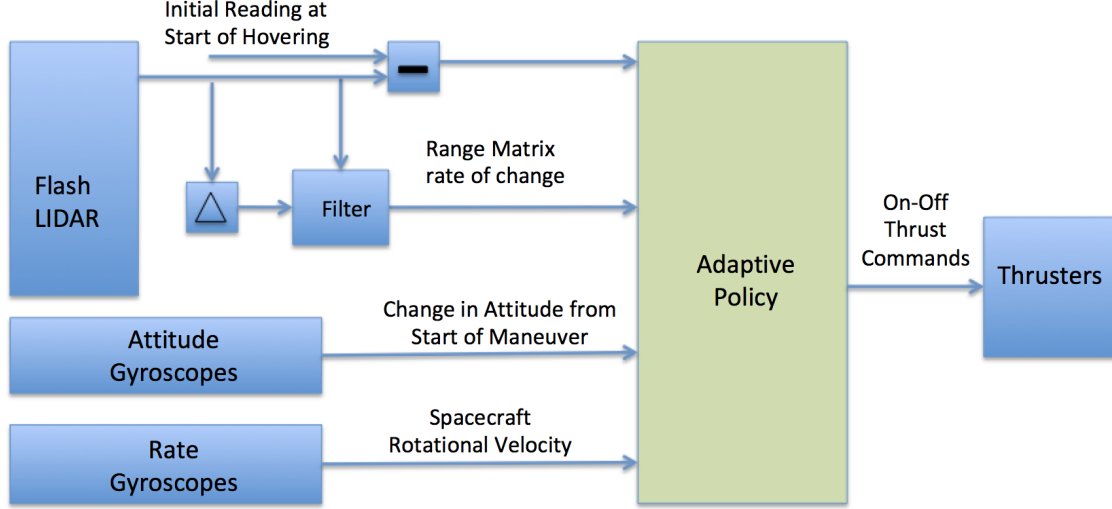 Initial Reading at
Start of Hovering
Flash
LIDAR
Filter
Range Matrix
rate of change
Adaptive
Policy
On-Off
Thrust
Commands
Thrusters
Attitude
Gyroscopes
Change in Attitude from
Start of Maneuver
Rate
Gyroscopes
Spacecraft
Rotational Velocity